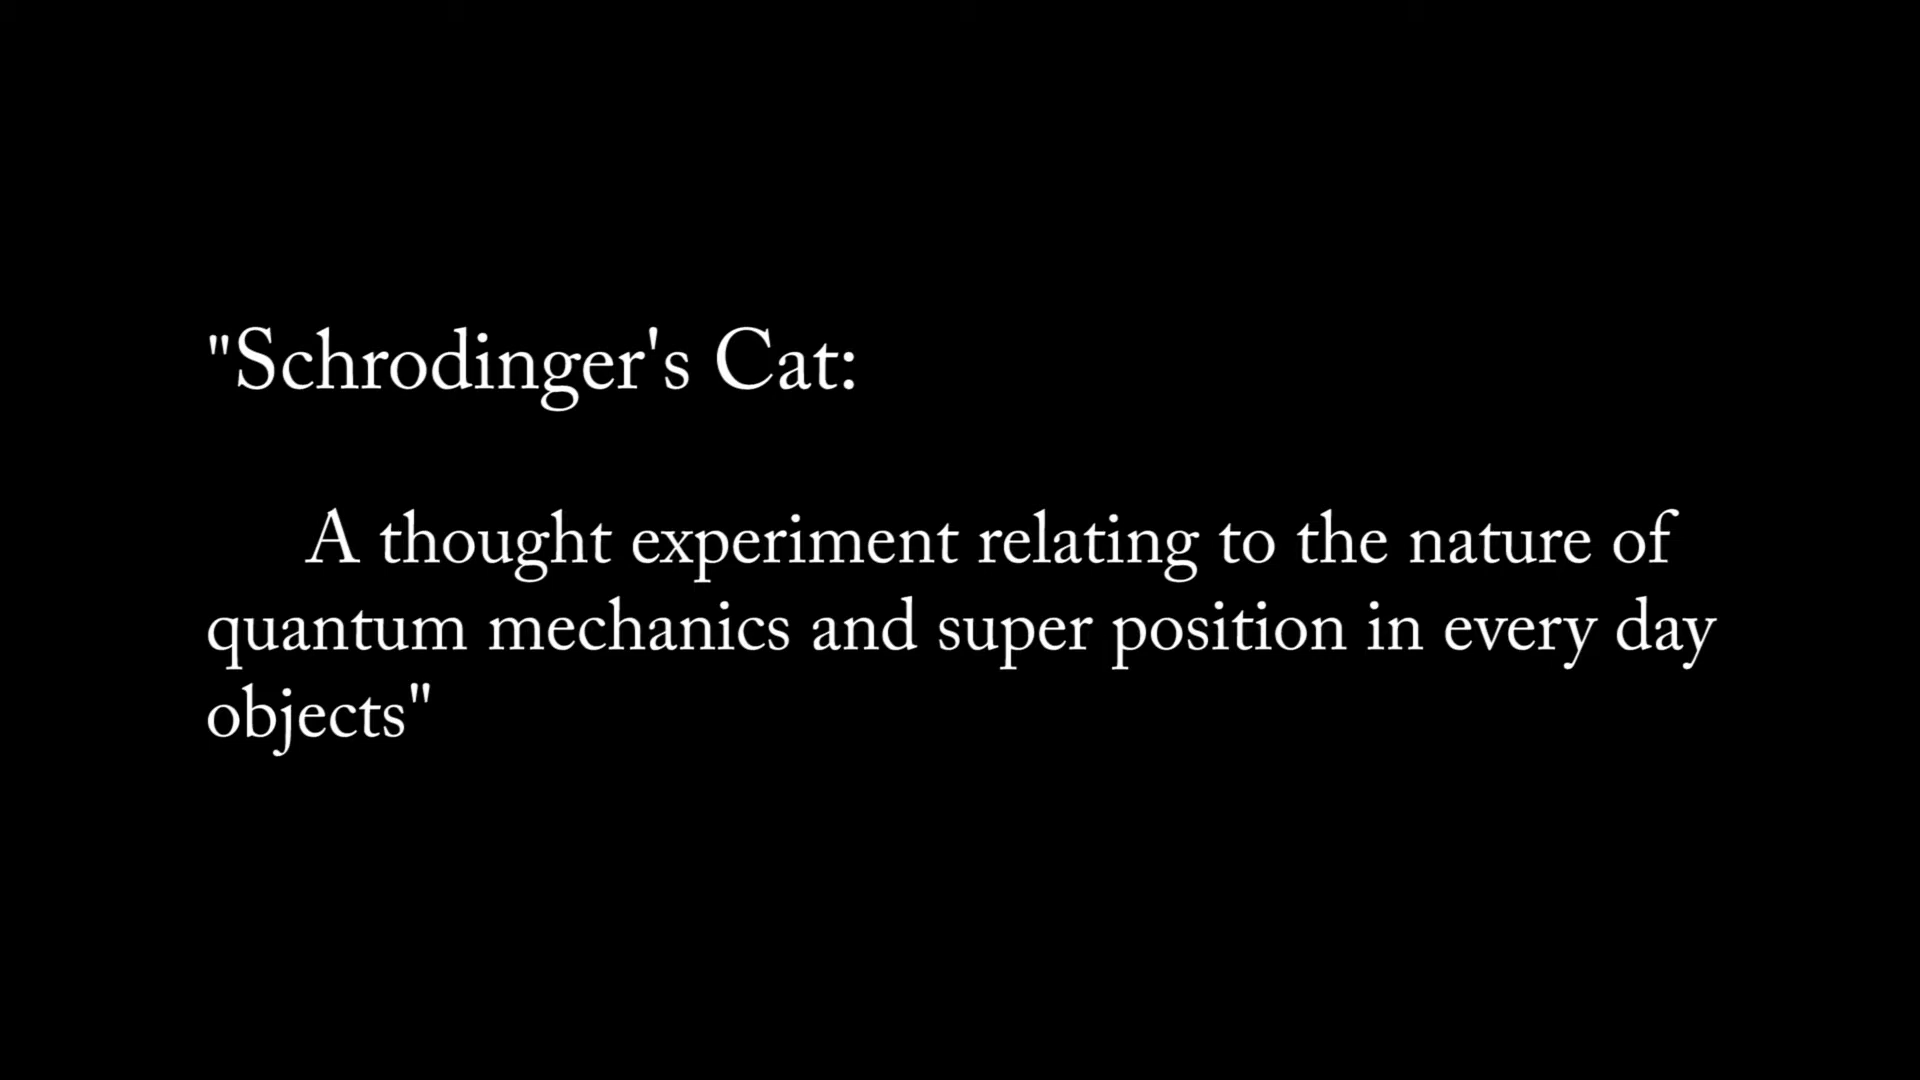 "Schrodinger's Cat:
A thought experiment relating to the nature of
quantum mechanics and super position in every day
objects"